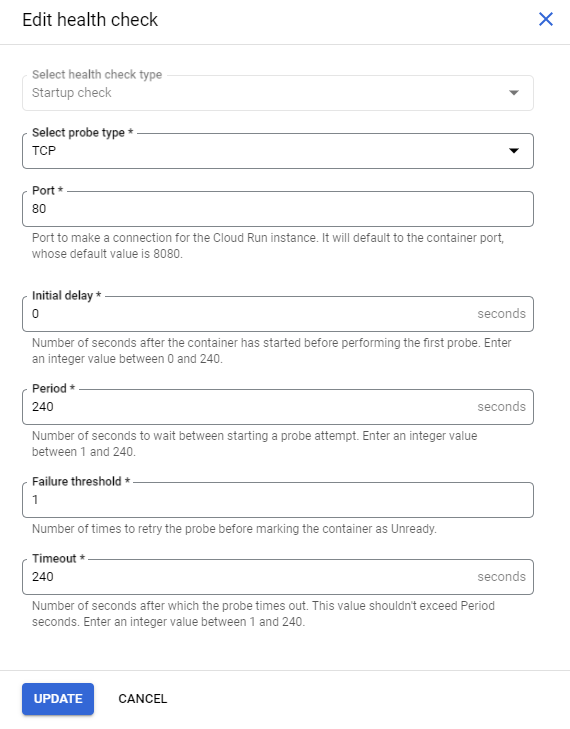 Edit health check
Select health check type
Startup check
Select probe type *
TCP
Port *
80
Port to make a connection for the Cloud Run instance. It will default to the container port,
whose default value is 8080.
Initial delay *
0 seconds
Number of seconds after the container has started before performing the first probe. Enter
an integer value between 0 and 240.
Period *
240 seconds
Number of seconds to wait between starting a probe attempt. Enter an integer value
between 1 and 240.
Failure threshold *
1
Number of times to retry the probe before marking the container as Unready.
Timeout *
240 seconds
Number of seconds after which the probe times out. This value shouldn't exceed Period
seconds. Enter an integer value between 1 and 240.
UPDATE CANCEL